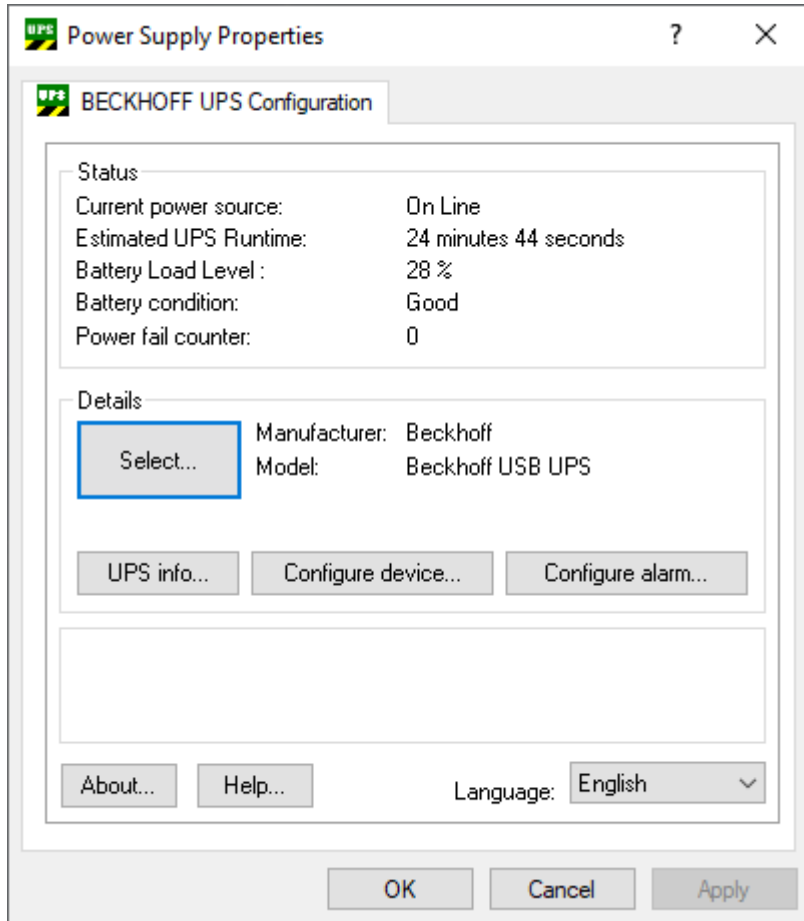 UPS Power Supply Properties ?
UPS BECKHOFF UPS Configuration
Status
Current power source: On Line
Estimated UPS Runtime: 24 minutes 44 seconds
Battery Load Level : 28 %
Battery condition: Good
Power fail counter: 0
Details
Select...
Manufacturer: Beckhoff
Model: Beckhoff USB UPS
UPS info... Configure device... Configure alarm...
About... Help... Language: English
OK Cancel Apply